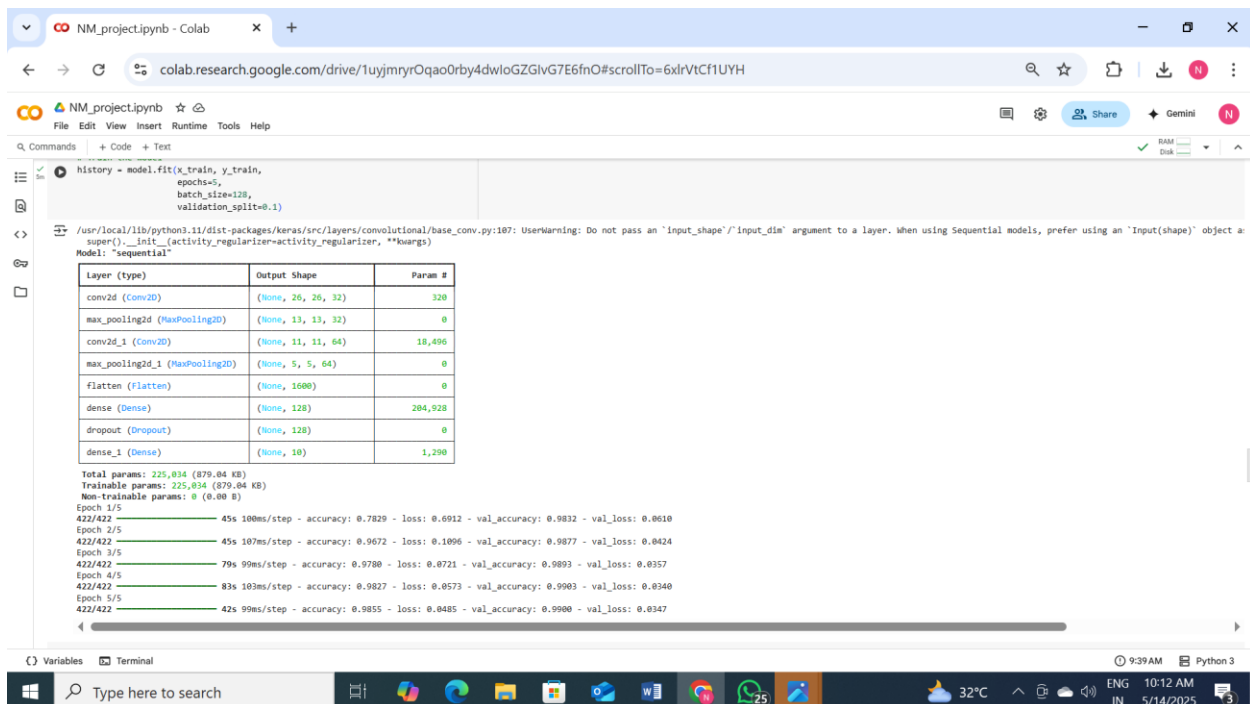 NM_project.ipynb - Colab
colab.research.google.com/drive/1uyjmryrOqao0rby4dwIoGZGIvG7E6fnO#scrollTo=6xlrVtCf1UYH
N
CO NM_project.ipynb
File Edit View Insert Runtime Tools Help
Share Gemini N
Commands + Code + Text
RAM
Disk
history = model.fit(x_train, y_train,
epochs=5,
batch_size=128,
validation_split=0.1)
/usr/local/lib/python3.11/dist-packages/keras/src/layers/convolutional/base_conv.py:107: UserWarning: Do not pass an `input_shape`/`input_dim` argument to a layer. When using Sequential models, prefer using an `Input(shape)` object a
super().__init__(activity_regularizer=activity_regularizer, **kwargs)
Model: "sequential"
Layer (type) Output Shape Param #
conv2d (Conv2D) (None, 26, 26, 32) 320
max_pooling2d (MaxPooling2D) (None, 13, 13, 32) 0
conv2d_1 (Conv2D) (None, 11, 11, 64) 18,496
max_pooling2d_1 (MaxPooling2D) (None, 5, 5, 64) 0
flatten (Flatten) (None, 1600) 0
dense (Dense) (None, 128) 204,928
dropout (Dropout) (None, 128) 0
dense_1 (Dense) (None, 10) 1,290
Total params: 225,034 (879.04 KB)
Trainable params: 225,034 (879.04 KB)
Non-trainable params: 0 (0.00 B)
Epoch 1/5
422/422 45s 100ms/step - accuracy: 0.7829 - loss: 0.6912 - val_accuracy: 0.9832 - val_loss: 0.0610
Epoch 2/5
422/422 45s 107ms/step - accuracy: 0.9672 - loss: 0.1096 - val_accuracy: 0.9877 - val_loss: 0.0424
Epoch 3/5
422/422 79s 99ms/step - accuracy: 0.9780 - loss: 0.0721 - val_accuracy: 0.9893 - val_loss: 0.0357
Epoch 4/5
422/422 83s 103ms/step - accuracy: 0.9827 - loss: 0.0573 - val_accuracy: 0.9903 - val_loss: 0.0340
Epoch 5/5
422/422 42s 99ms/step - accuracy: 0.9855 - loss: 0.0485 - val_accuracy: 0.9900 - val_loss: 0.0347
{} Variables Terminal
9:39 AM Python 3
Type here to search
25
32°C
ENG
IN
10:12 AM
5/14/2025
3